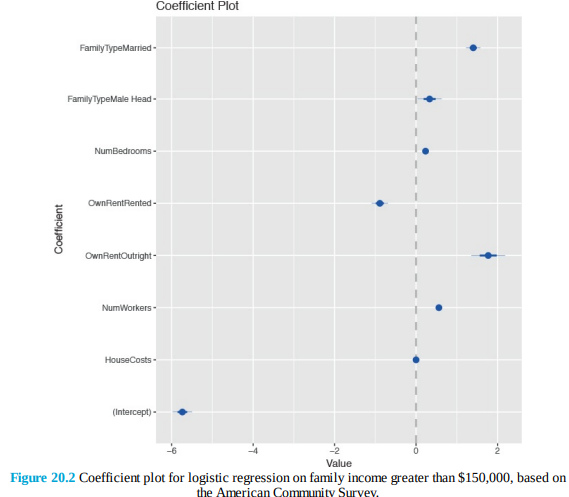 Coefficient Plot
FamilyTypeMarried
FamilyTypeMale Head
NumBedrooms
OwnRentRented
OwnRentOutright
NumWorkers
HouseCosts
(Intercept)
Coefficient
−6 −4 −2 0 2
Value
Figure 20.2 Coefficient plot for logistic regression on family income greater than $150,000, based on
the American Community Survey.